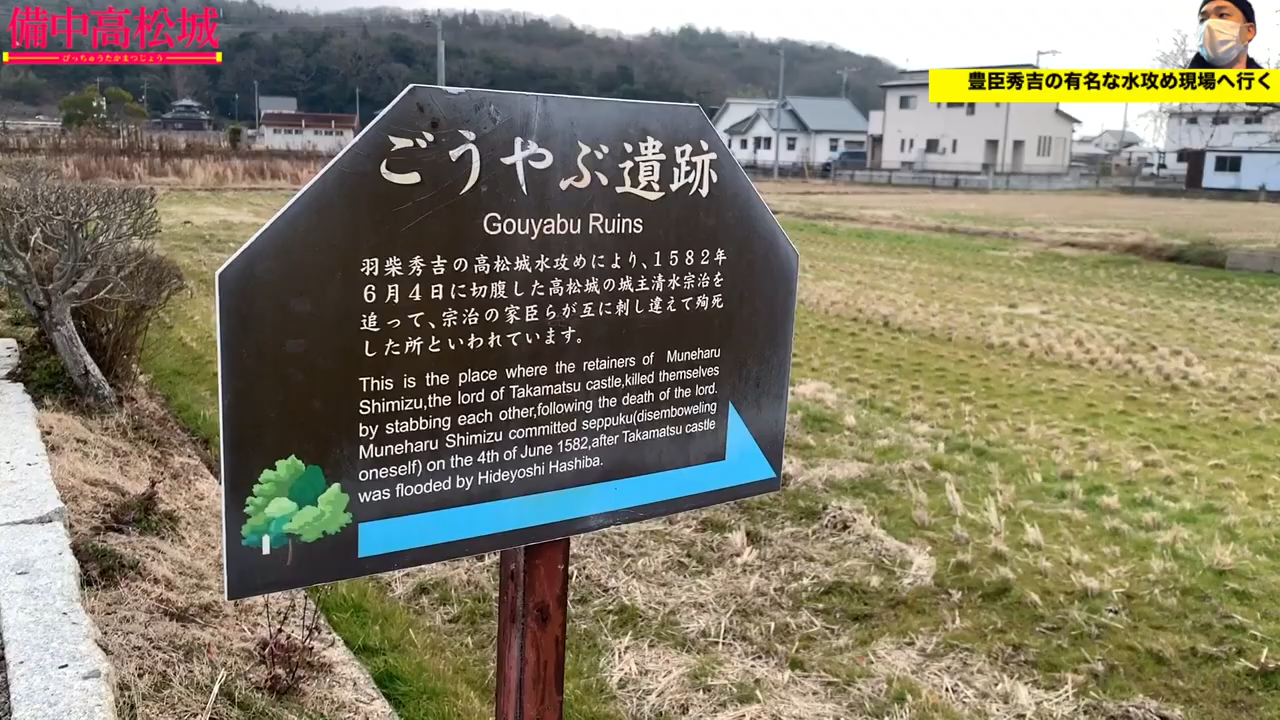 備中高松城
びっちゅうたかまつじょう
豊臣秀吉の有名な水攻め現場へ行く
ごうやぶ遺跡
Gouyabu Ruins
羽柴秀吉の高松城水攻めにより、1582年
6月4日に切腹した高松城の城主清水宗治を
追って、宗治の家臣らが互に刺し違えて殉死
した所といわれています。
This is the place where the retainers of Muneharu
Shimizu,the lord of Takamatsu castle,killed themselves
by stabbing each other,following the death of the lord.
Muneharu Shimizu committed seppuku(disemboweling
oneself) on the 4th of June 1582,after Takamatsu castle
was flooded by Hideyoshi Hashiba.